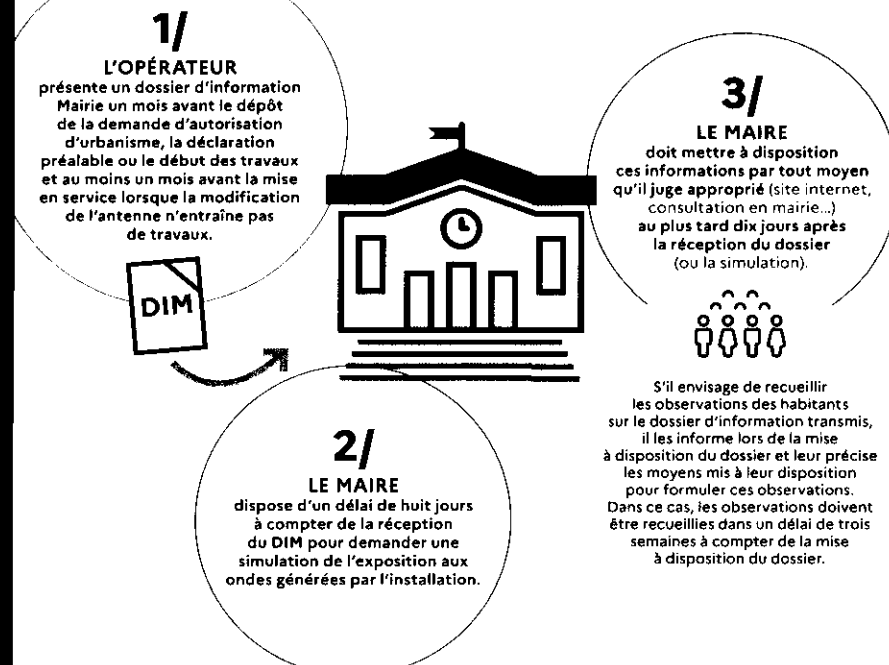 1/
L'OPÉRATEUR
présente un dossier d'information
Mairie un mois avant le dépôt
de la demande d'autorisation
d'urbanisme, la déclaration
préalable ou le début des travaux
et au moins un mois avant la mise
en service lorsque la modification
de l'antenne n'entraîne pas
de travaux.
DIM
2/
LE MAIRE
dispose d'un délai de huit jours
à compter de la réception
du DIM pour demander une
simulation de l'exposition aux
ondes générées par l'installation.
3/
LE MAIRE
doit mettre à disposition
ces informations par tout moyen
qu'il juge approprié (site internet,
consultation en mairie...)
au plus tard dix jours après
la réception du dossier
(ou la simulation).
S'il envisage de recueillir
les observations des habitants
sur le dossier d'information transmis,
il les informe lors de la mise
à disposition du dossier et leur précise
les moyens mis à leur disposition
pour formuler ces observations.
Dans ce cas, les observations doivent
être recueillies dans un délai de trois
semaines à compter de la mise
à disposition du dossier.